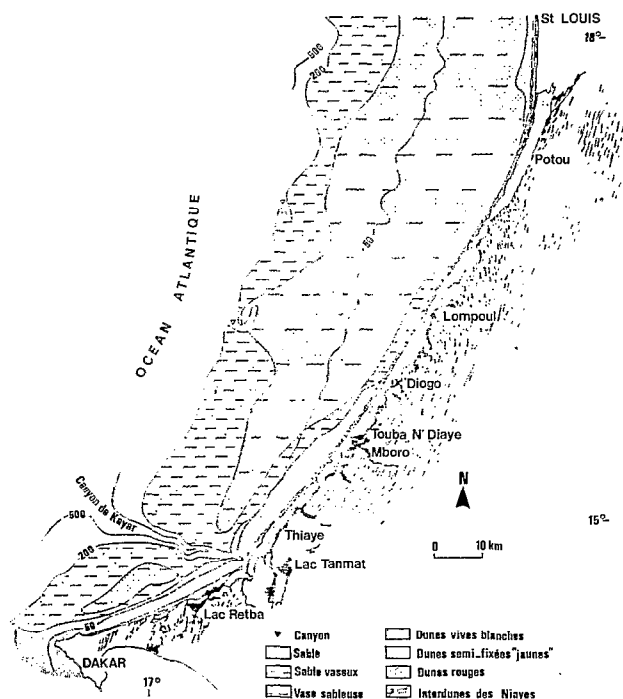 St LOUIS
16°
500
200
Potou
OCEAN ATLANTIQUE
50
Lompoul
Diogo
Touba N'Diaye
Mboro
N
Canyon de Kayar
500
15°
Thiaye
0 10 km
200
Lac Tanmat
Lac Retba
50
DAKAR
17°
Canyon
Sable
Sable vaseux
Vase sableuse
Dunes vives blanches
Dunes semi-fixées "jaunes"
Dunes rouges
Interdunes des Niayes